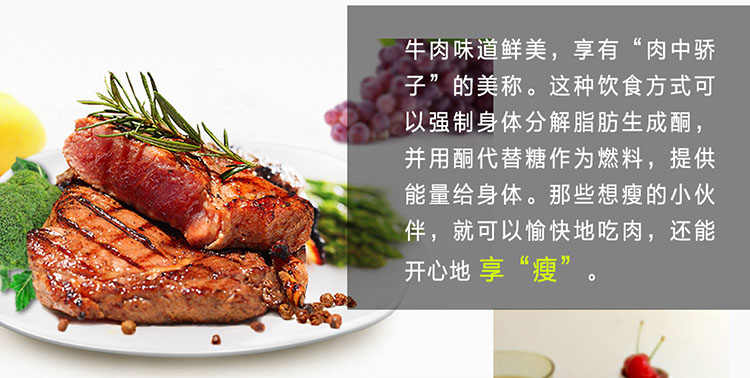 牛肉味道鲜美，享有“肉中骄
子”的美称。这种饮食方式可
以强制身体分解脂肪生成酮，
并用酮代替糖作为燃料，提供
能量给身体。那些想瘦的小伙
伴，就可以愉快地吃肉，还能
开心地 享“瘦”。